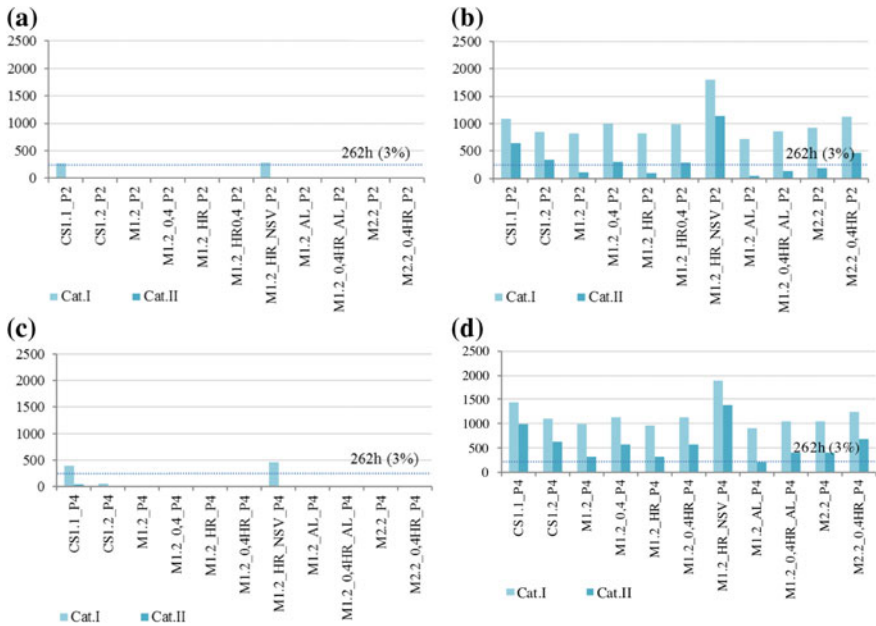 (a)
2500
2000
1500
1000
500
0
262h (3%)
CS1.1_P2
CS1.2_P2
M1.2_P2
M1.2_0,4_P2
M1.2_HR_P2
M1.2_HR0,4_P2
M1.2_HR_NSV_P2
M1.2_AL_P2
M1.2_0,4HR_AL_P2
M2.2_P2
M2.2_0,4HR_P2
Cat.I Cat.II
(b)
2500
2000
1500
1000
500
0
262h (3%)
CS1.1_P2
CS1.2_P2
M1.2_P2
M1.2_0,4_P2
M1.2_HR_P2
M1.2_HR0,4_P2
M1.2_HR_NSV_P2
M1.2_AL_P2
M1.2_0,4HR_AL_P2
M2.2_P2
M2.2_0,4HR_P2
Cat.I Cat.II
(c)
2500
2000
1500
1000
500
0
262h (3%)
CS1.1_P4
CS1.2_P4
M1.2_P4
M1.2_0,4_P4
M1.2_HR_P4
M1.2_0,4HR_P4
M1.2_HR_NSV_P4
M1.2_AL_P4
M1.2_0,4HR_AL_P4
M2.2_P4
M2.2_0,4HR_P4
Cat.I Cat.II
(d)
2500
2000
1500
1000
500
0
262h (3%)
CS1.1_P4
CS1.2_P4
M1.2_P4
M1.2_0,4_P4
M1.2_HR_P4
M1.2_0,4HR_P4
M1.2_HR_NSV_P4
M1.2_AL_P4
M1.2_0,4HR_AL_P4
M2.2_P4
M2.2_0,4HR_P4
Cat.I Cat.II